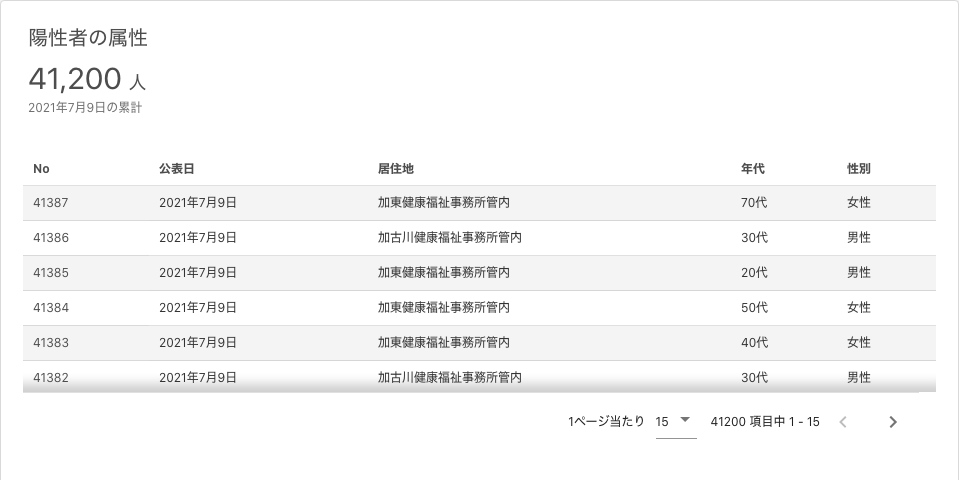 陽性者の属性
41,200 人
2021年7月9日の累計
No 公表日 居住地 年代 性別
41387 2021年7月9日 加東健康福祉事務所管内 70代 女性
41386 2021年7月9日 加古川健康福祉事務所管内 30代 男性
41385 2021年7月9日 加東健康福祉事務所管内 20代 男性
41384 2021年7月9日 加東健康福祉事務所管内 50代 女性
41383 2021年7月9日 加東健康福祉事務所管内 40代 女性
41382 2021年7月9日 加古川健康福祉事務所管内 30代 男性
1ページ当たり 15 41200 項目中 1 - 15